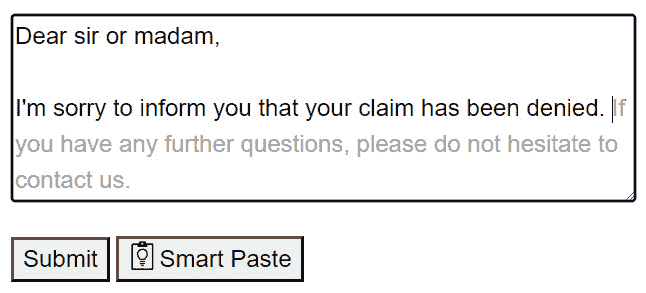 Dear sir or madam,
I'm sorry to inform you that your claim has been denied. If
you have any further questions, please do not hesitate to
contact us.
Submit
Smart Paste